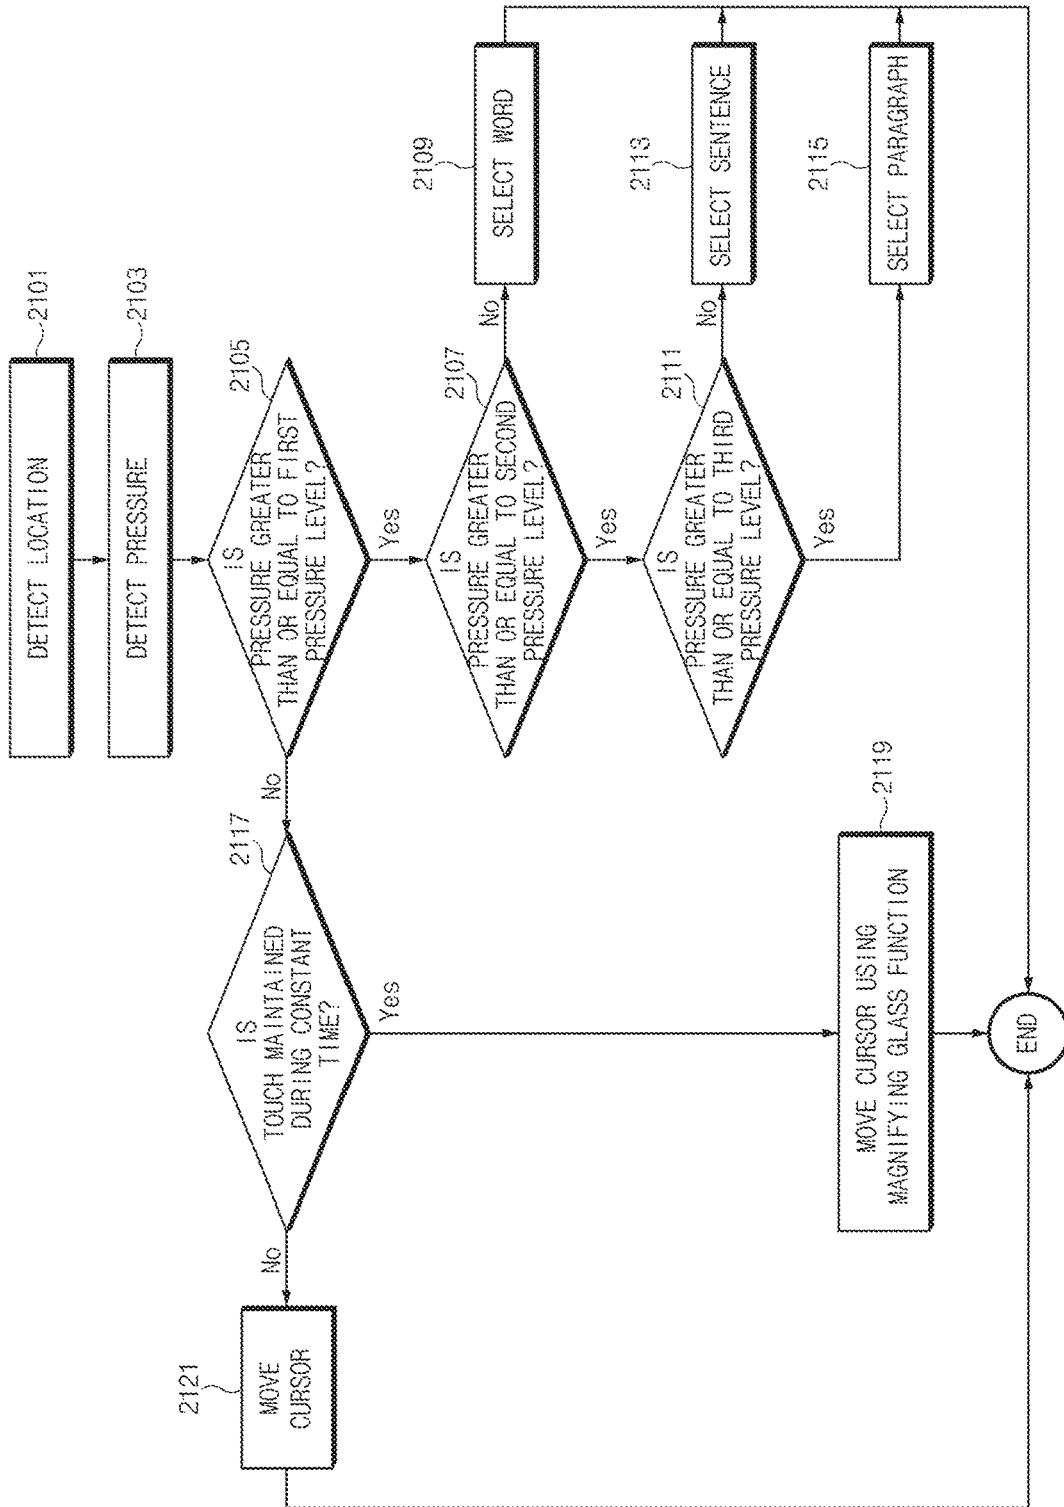 2101
DETECT LOCATION
2103
DETECT PRESSURE
2105
IS
PRESSURE GREATER
THAN OR EQUAL TO FIRST
PRESSURE LEVEL?
No
Yes
2107
IS
PRESSURE GREATER
THAN OR EQUAL TO SECOND
PRESSURE LEVEL?
No
Yes
2109
SELECT WORD
2111
IS
PRESSURE GREATER
THAN OR EQUAL TO THIRD
PRESSURE LEVEL?
No
Yes
2113
SELECT SENTENCE
2115
SELECT PARAGRAPH
2117
IS
TOUCH MAINTAINED
DURING CONSTANT
TIME?
No
Yes
2119
MOVE CURSOR USING
MAGNIFYING GLASS FUNCTION
2121
MOVE
CURSOR
END